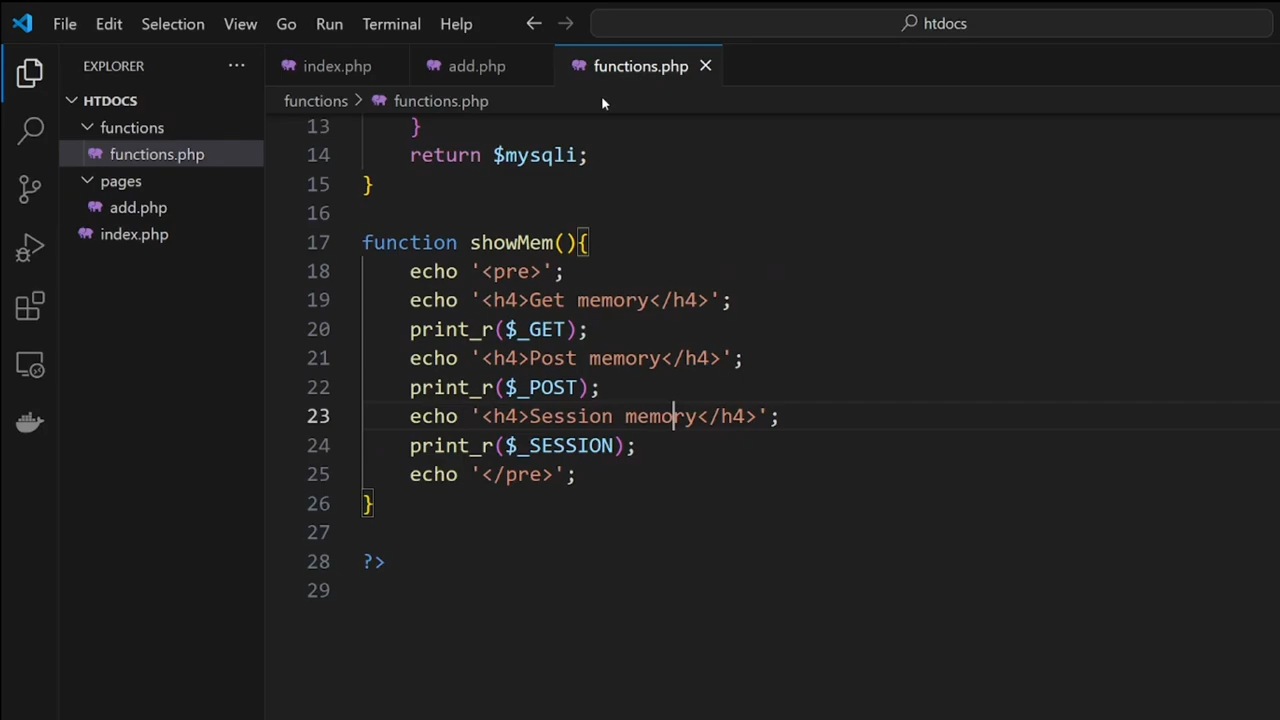 File Edit Selection View Go Run Terminal Help htdocs
EXPLORER ... index.php add.php functions.php
HTDOCS functions > functions.php
functions
functions.php
pages
add.php
index.php
13 }
14 return $mysqli;
15 }
16
17 function showMem(){
18 echo '<pre>';
19 echo '<h4>Get memory</h4>';
20 print_r($_GET);
21 echo '<h4>Post memory</h4>';
22 print_r($_POST);
23 echo '<h4>Session memory</h4>';
24 print_r($_SESSION);
25 echo '</pre>';
26 }
27
28 ?>
29